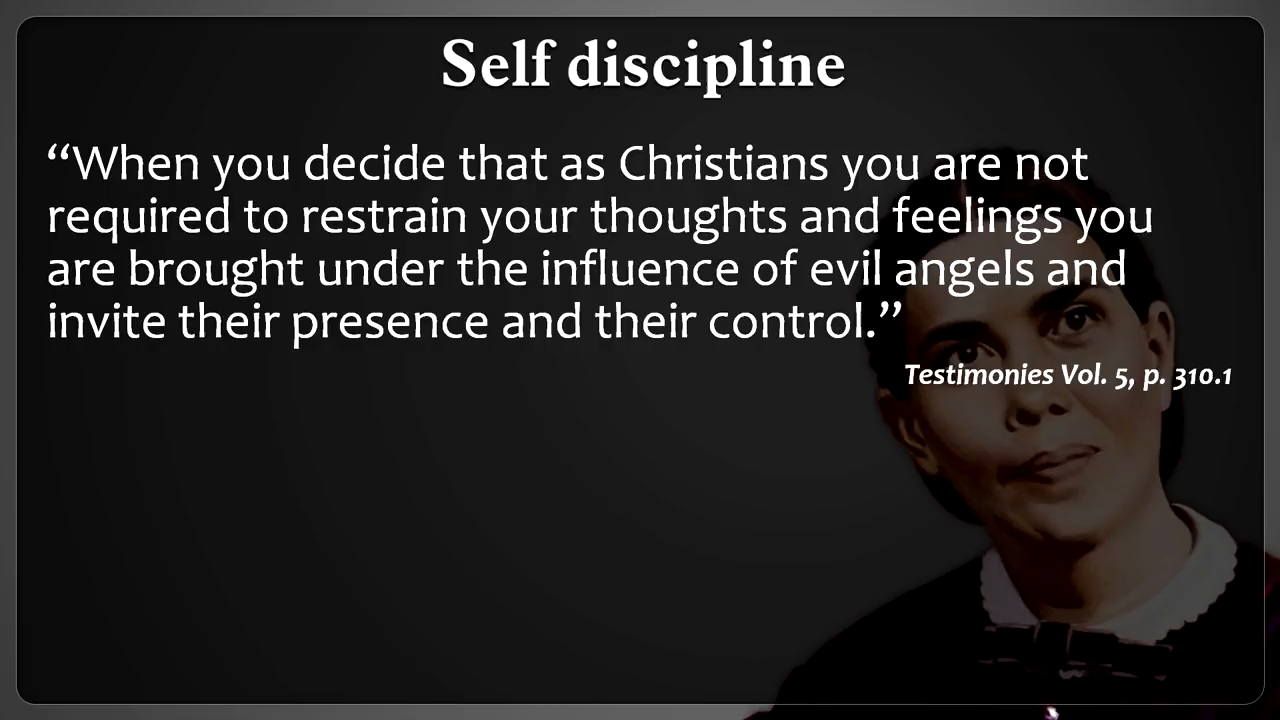 Self discipline
“When you decide that as Christians you are not
required to restrain your thoughts and feelings you
are brought under the influence of evil angels and
invite their presence and their control.”
Testimonies Vol. 5, p. 310.1